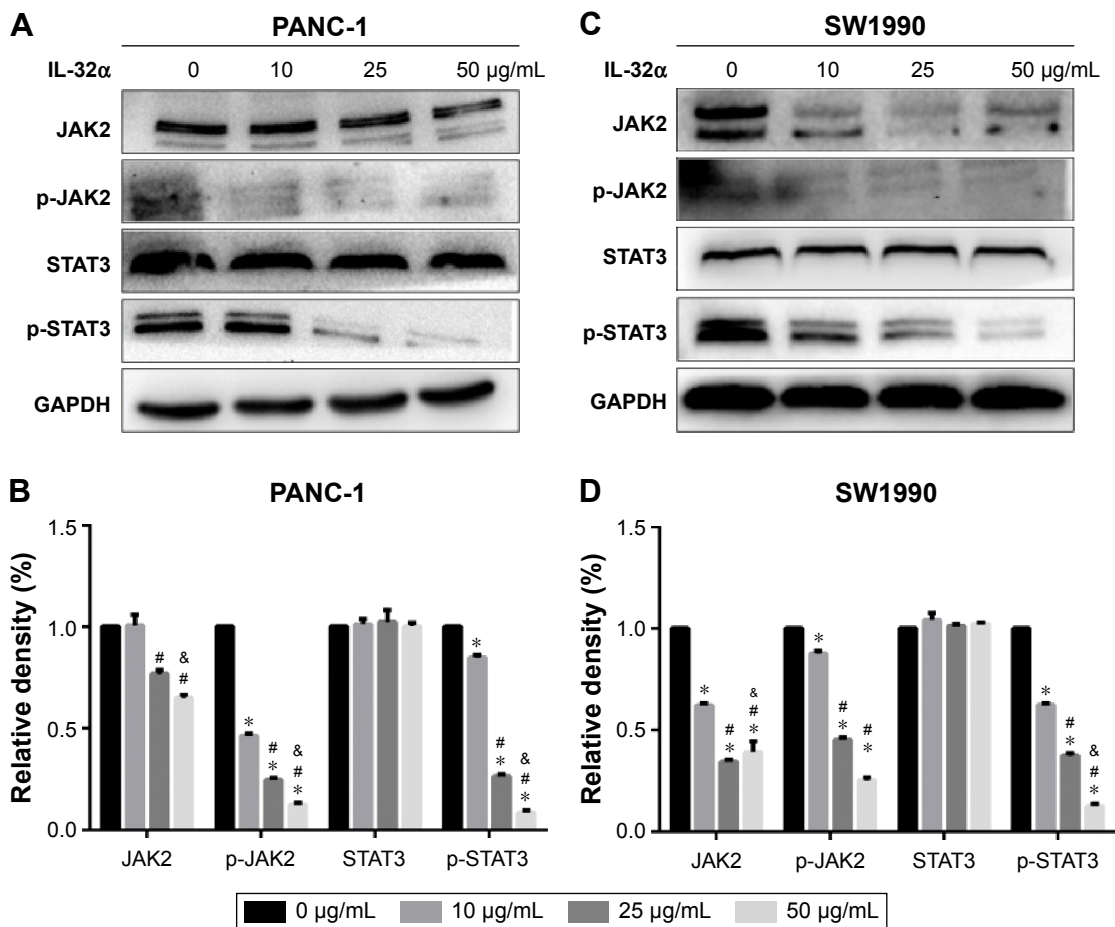 A
PANC-1
IL-32α 0 10 25 50 µg/mL
JAK2
p-JAK2
STAT3
p-STAT3
GAPDH
C
SW1990
0 10 25 50 µg/mL
JAK2
p-JAK2
STAT3
p-STAT3
GAPDH
B
PANC-1
Relative density (%)
1.5
1.0
0.5
0.0
#
&
#
*
#
*
&
#
*
*
#
*
&
#
*
JAK2 p-JAK2 STAT3 p-STAT3
D
SW1990
Relative density (%)
1.5
1.0
0.5
0.0
*
#
*
&
#
*
*
#
*
#
*
*
#
*
&
#
*
JAK2 p-JAK2 STAT3 p-STAT3
0 µg/mL 10 µg/mL 25 µg/mL 50 µg/mL